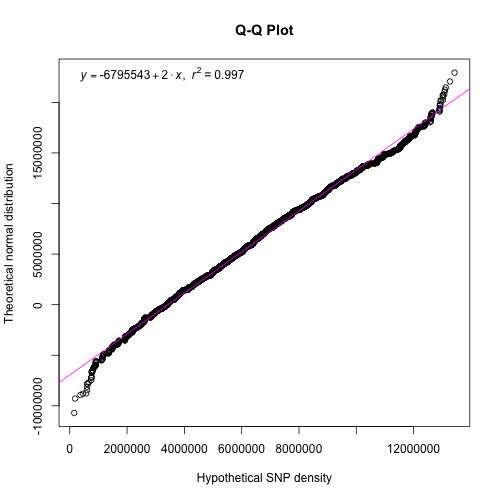 Q-Q Plot
y = -6795543 + 2 · x, r² = 0.997
Theoretical normal distribution
15000000
5000000
0
-10000000
0 2000000 4000000 6000000 8000000 12000000
Hypothetical SNP density